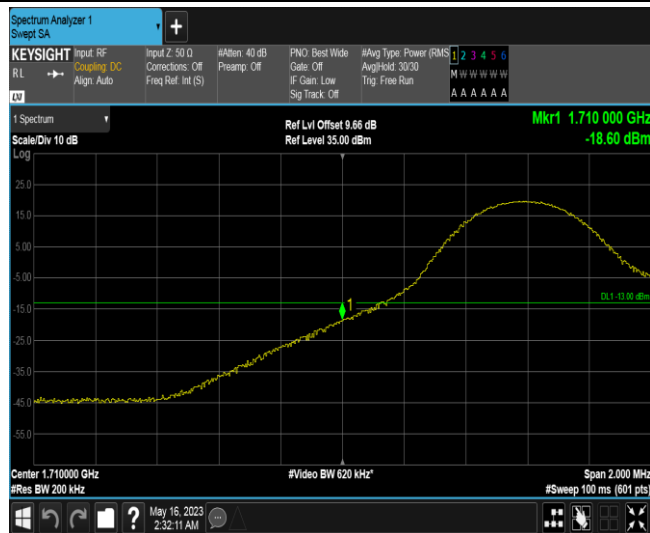 Spectrum Analyzer 1
Swept SA
+
KEYSIGHT
RL
Input: RF
Coupling: DC
Align: Auto
Input Z: 50 Ω
Corrections: Off
Freq Ref: Int (S)
#Atten: 40 dB
Preamp: Off
PNO: Best Wide
Gate: Off
IF Gain: Low
Sig Track: Off
#Avg Type: Power (RMS
Avg|Hold: 30/30
Trig: Free Run
1 2 3 4 5 6
M W W W W W
A A A A A A
LXI
1 Spectrum
Scale/Div 10 dB
Ref Lvl Offset 9.66 dB
Ref Level 35.00 dBm
Mkr1 1.710 000 GHz
-18.60 dBm
Log
25.0
15.0
5.00
-5.00
-15.0
-25.0
-35.0
-45.0
-55.0
1
DL1 -13.00 dBm
Center 1.710000 GHz
#Res BW 200 kHz
#Video BW 620 kHz*
Span 2.000 MHz
#Sweep 100 ms (601 pts)
?
May 16, 2023
2:32:11 AM